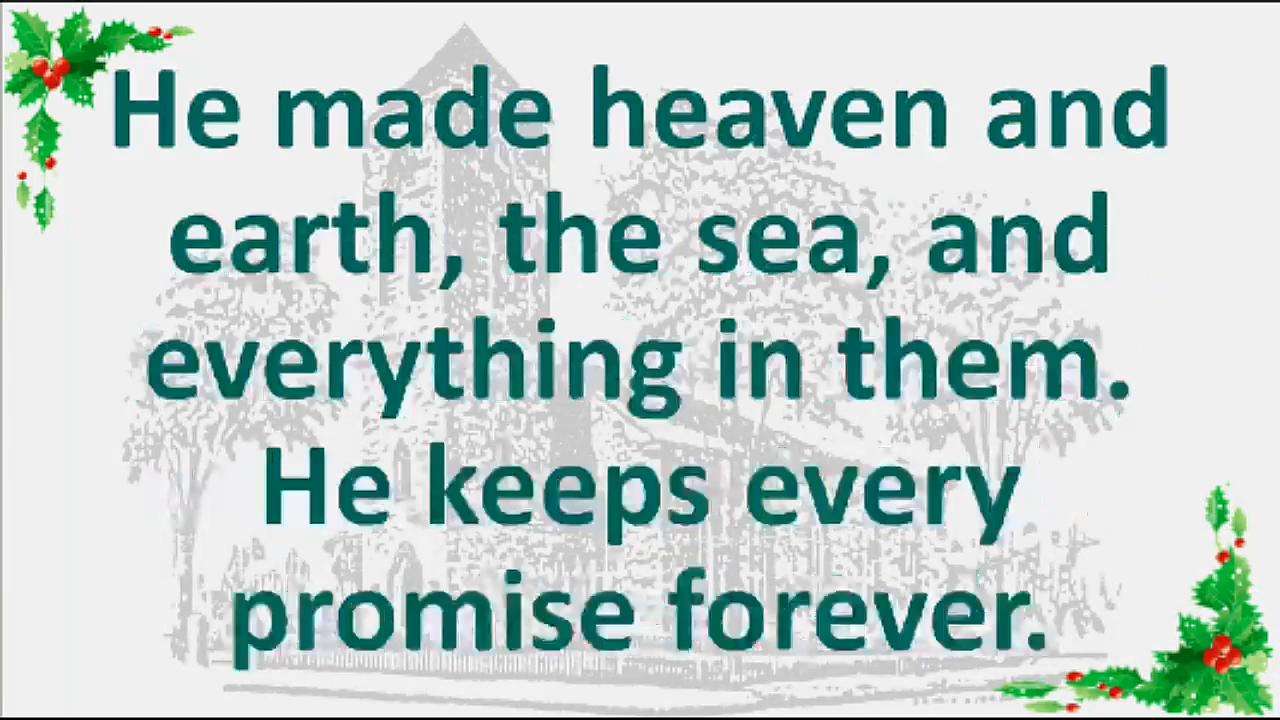 He made heaven and
earth, the sea, and
everything in them.
He keeps every
promise forever.